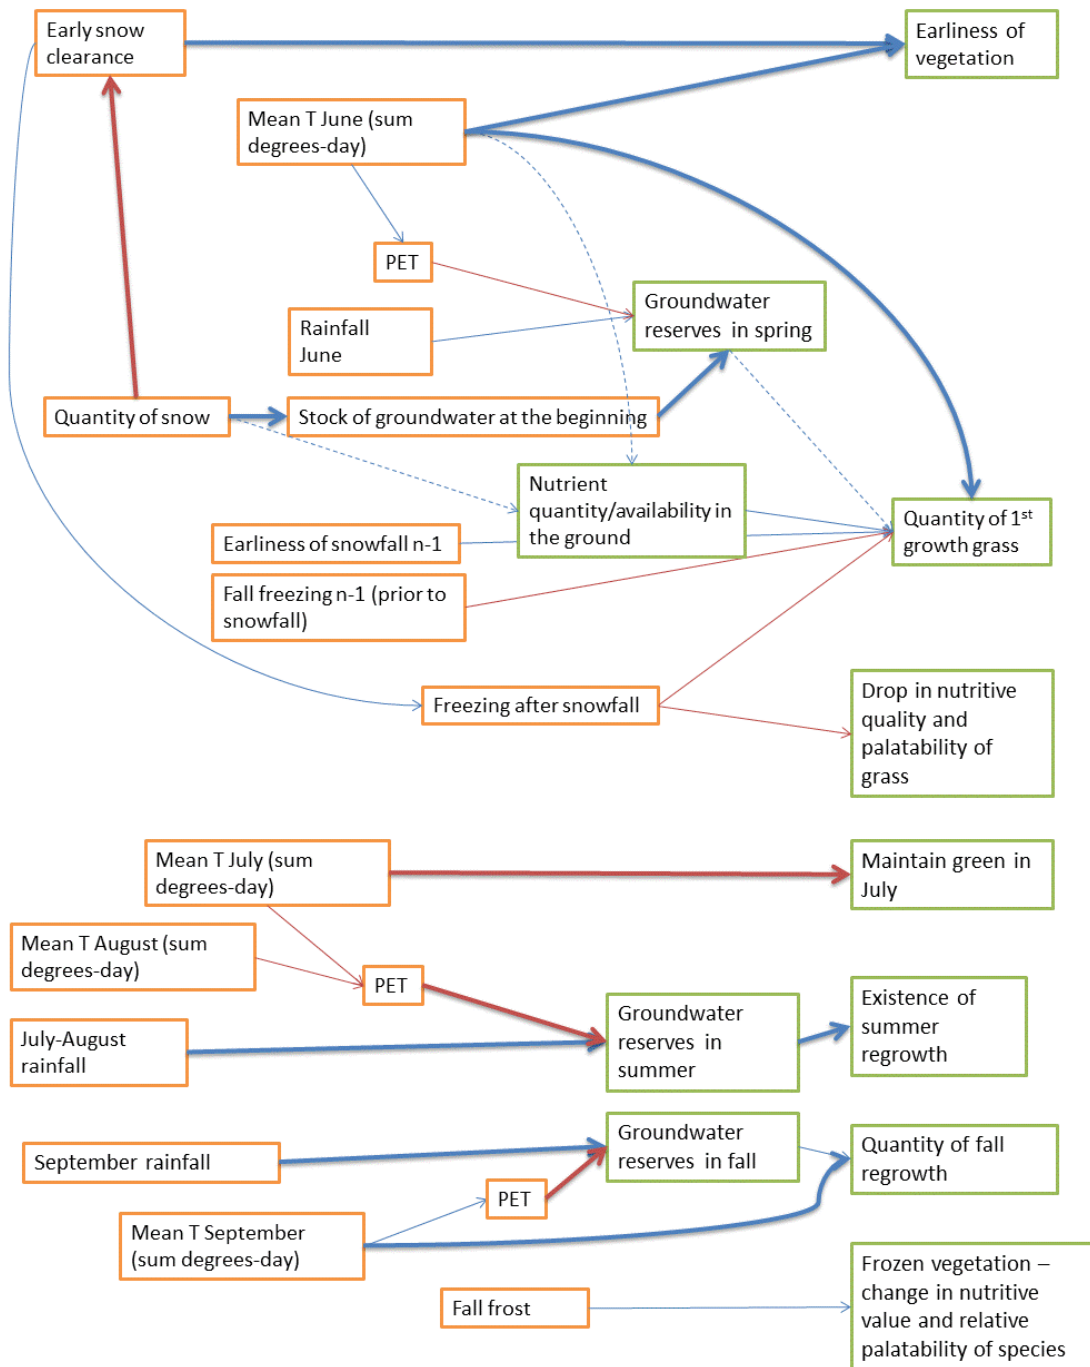 Early snow
clearance
Earliness of
vegetation
Mean T June (sum
degrees-day)
PET
Groundwater
reserves in spring
Rainfall
June
Quantity of snow
Stock of groundwater at the beginning
Nutrient
quantity/availability in
the ground
Quantity of 1st
growth grass
Earliness of snowfall n-1
Fall freezing n-1 (prior to
snowfall)
Freezing after snowfall
Drop in nutritive
quality and
palatability of
grass
Mean T July (sum
degrees-day)
Maintain green in
July
Mean T August (sum
degrees-day)
PET
Existence of
summer
regrowth
Groundwater
reserves in
summer
July-August
rainfall
Groundwater
reserves in fall
Quantity of fall
regrowth
September rainfall
PET
Mean T September
(sum degrees-day)
Frozen vegetation –
change in nutritive
value and relative
palatability of species
Fall frost